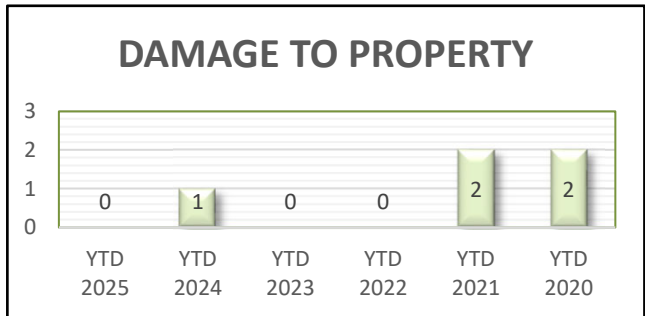 DAMAGE TO PROPERTY
3
2
1
0
0 1 0 0 2 2
YTD YTD YTD YTD YTD YTD
2025 2024 2023 2022 2021 2020